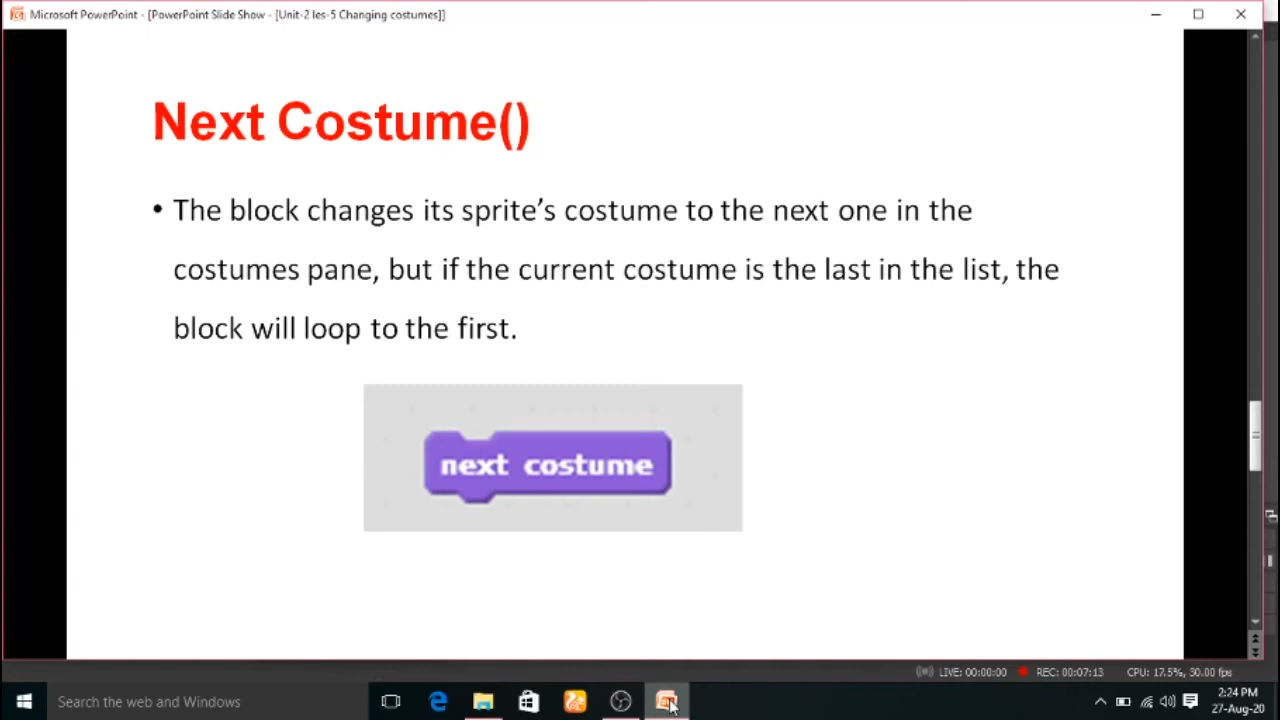 Microsoft PowerPoint - [PowerPoint Slide Show - [Unit-2 les-5 Changing costumes]]
Next Costume()
• The block changes its sprite’s costume to the next one in the
costumes pane, but if the current costume is the last in the list, the
block will loop to the first.
next costume
LIVE: 00:00:00 REC: 00:07:13 CPU: 17.5%, 30.00 fps
Search the web and Windows
2:24 PM
27-Aug-20